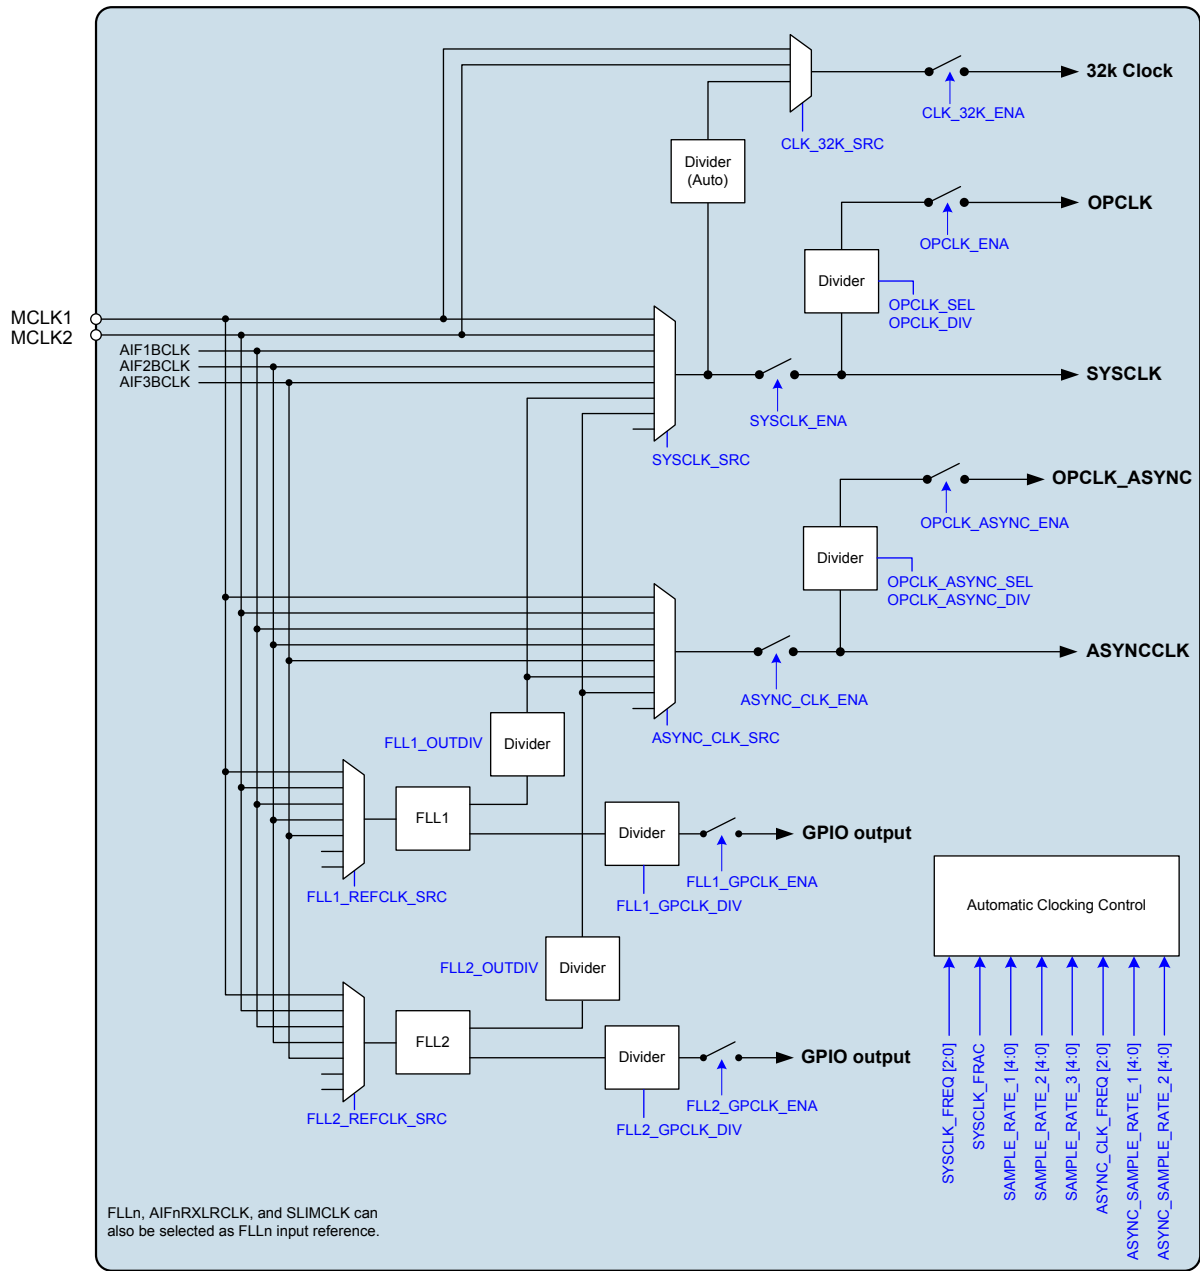 32k Clock
CLK_32K_ENA
CLK_32K_SRC
Divider
(Auto)
OPCLK
OPCLK_ENA
Divider
OPCLK_SEL
OPCLK_DIV
MCLK1
MCLK2
AIF1BCLK
AIF2BCLK
AIF3BCLK
SYSCLK
SYSCLK_ENA
SYSCLK_SRC
OPCLK_ASYNC
OPCLK_ASYNC_ENA
Divider
OPCLK_ASYNC_SEL
OPCLK_ASYNC_DIV
ASYNCCLK
ASYNC_CLK_ENA
ASYNC_CLK_SRC
FLL1_OUTDIV
Divider
FLL1
Divider
GPIO output
FLL1_REFCLK_SRC
FLL1_GPCLK_ENA
FLL1_GPCLK_DIV
Automatic Clocking Control
FLL2_OUTDIV
Divider
FLL2
Divider
GPIO output
FLL2_REFCLK_SRC
FLL2_GPCLK_ENA
FLL2_GPCLK_DIV
SYSCLK_FREQ [2:0]
SYSCLK_FRAC
SAMPLE_RATE_1 [4:0]
SAMPLE_RATE_2 [4:0]
SAMPLE_RATE_3 [4:0]
ASYNC_CLK_FREQ [2:0]
ASYNC_SAMPLE_RATE_1 [4:0]
ASYNC_SAMPLE_RATE_2 [4:0]
FLLn, AIFnRXLRCLK, and SLIMCLK can
also be selected as FLLn input reference.